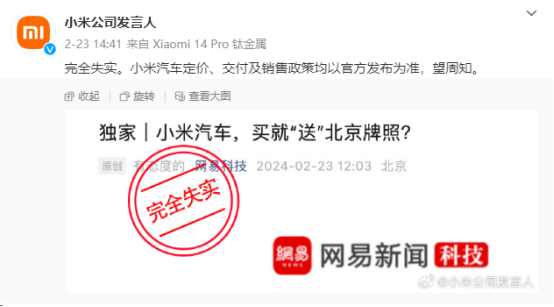 小米公司发言人
2-23 14:41 来自 Xiaomi 14 Pro 钛金属
完全失实。小米汽车定价、交付及销售政策均以官方发布为准，望周知。
收起 旋转 查看大图
独家｜小米汽车，买就“送”北京牌照？
原创 有态度的 网易科技 2024-02-23 12:03 北京
完全失实
網易 NEWS 网易新闻 科技
@小米公司发言人